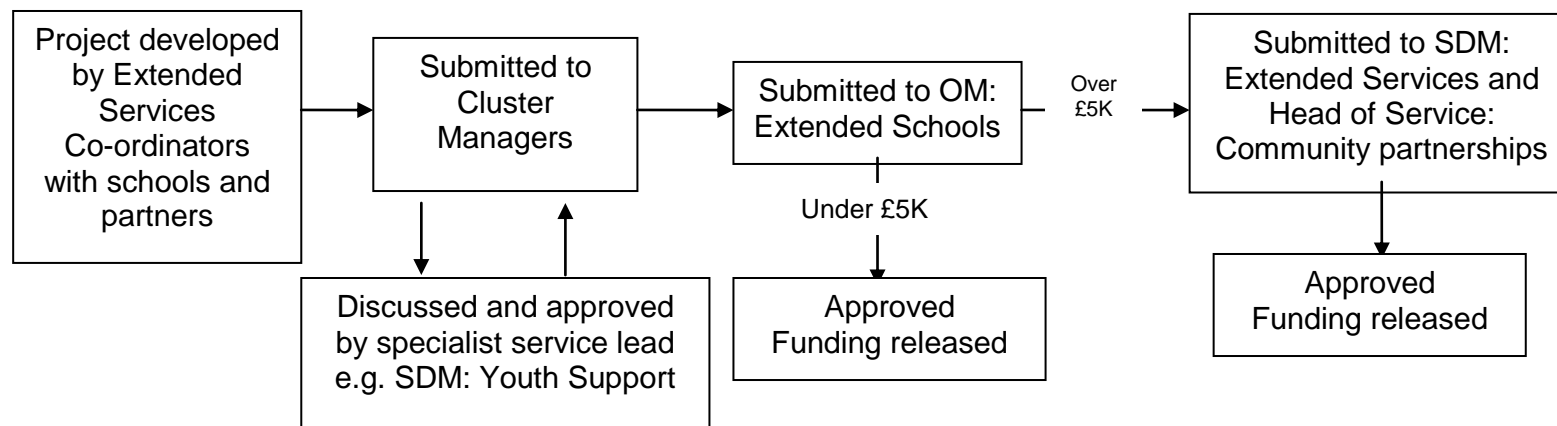 Project developed
by Extended
Services
Co-ordinators
with schools and
partners
Submitted to
Cluster
Managers
Discussed and approved
by specialist service lead
e.g. SDM: Youth Support
Submitted to OM:
Extended Schools
Under £5K
Approved
Funding released
Over
£5K
Submitted to SDM:
Extended Services and
Head of Service:
Community partnerships
Approved
Funding released